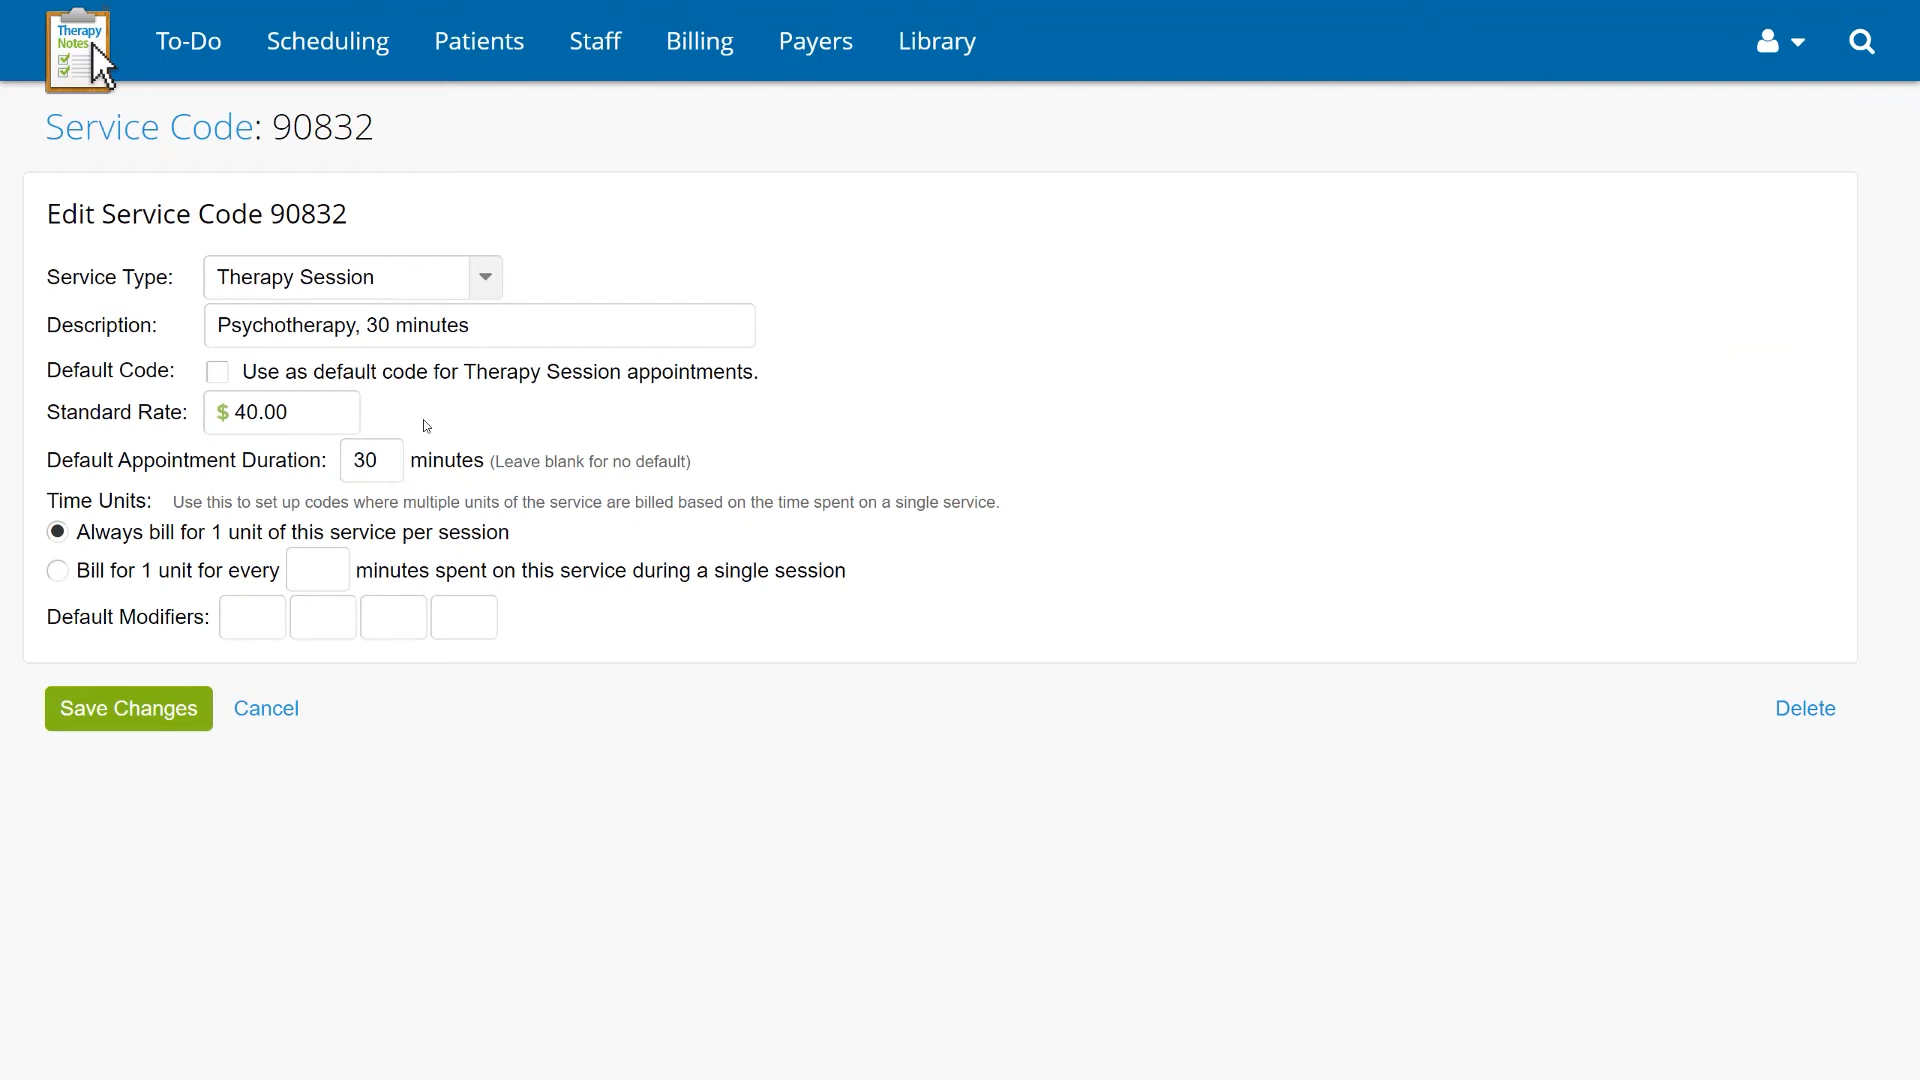 Therapy
Notes
To-Do Scheduling Patients Staff Billing Payers Library
Service Code: 90832
Edit Service Code 90832
Service Type: Therapy Session
Description: Psychotherapy, 30 minutes
Default Code: Use as default code for Therapy Session appointments.
Standard Rate: $ 40.00
Default Appointment Duration: 30 minutes (Leave blank for no default)
Time Units: Use this to set up codes where multiple units of the service are billed based on the time spent on a single service.
Always bill for 1 unit of this service per session
Bill for 1 unit for every minutes spent on this service during a single session
Default Modifiers:
Save Changes Cancel Delete